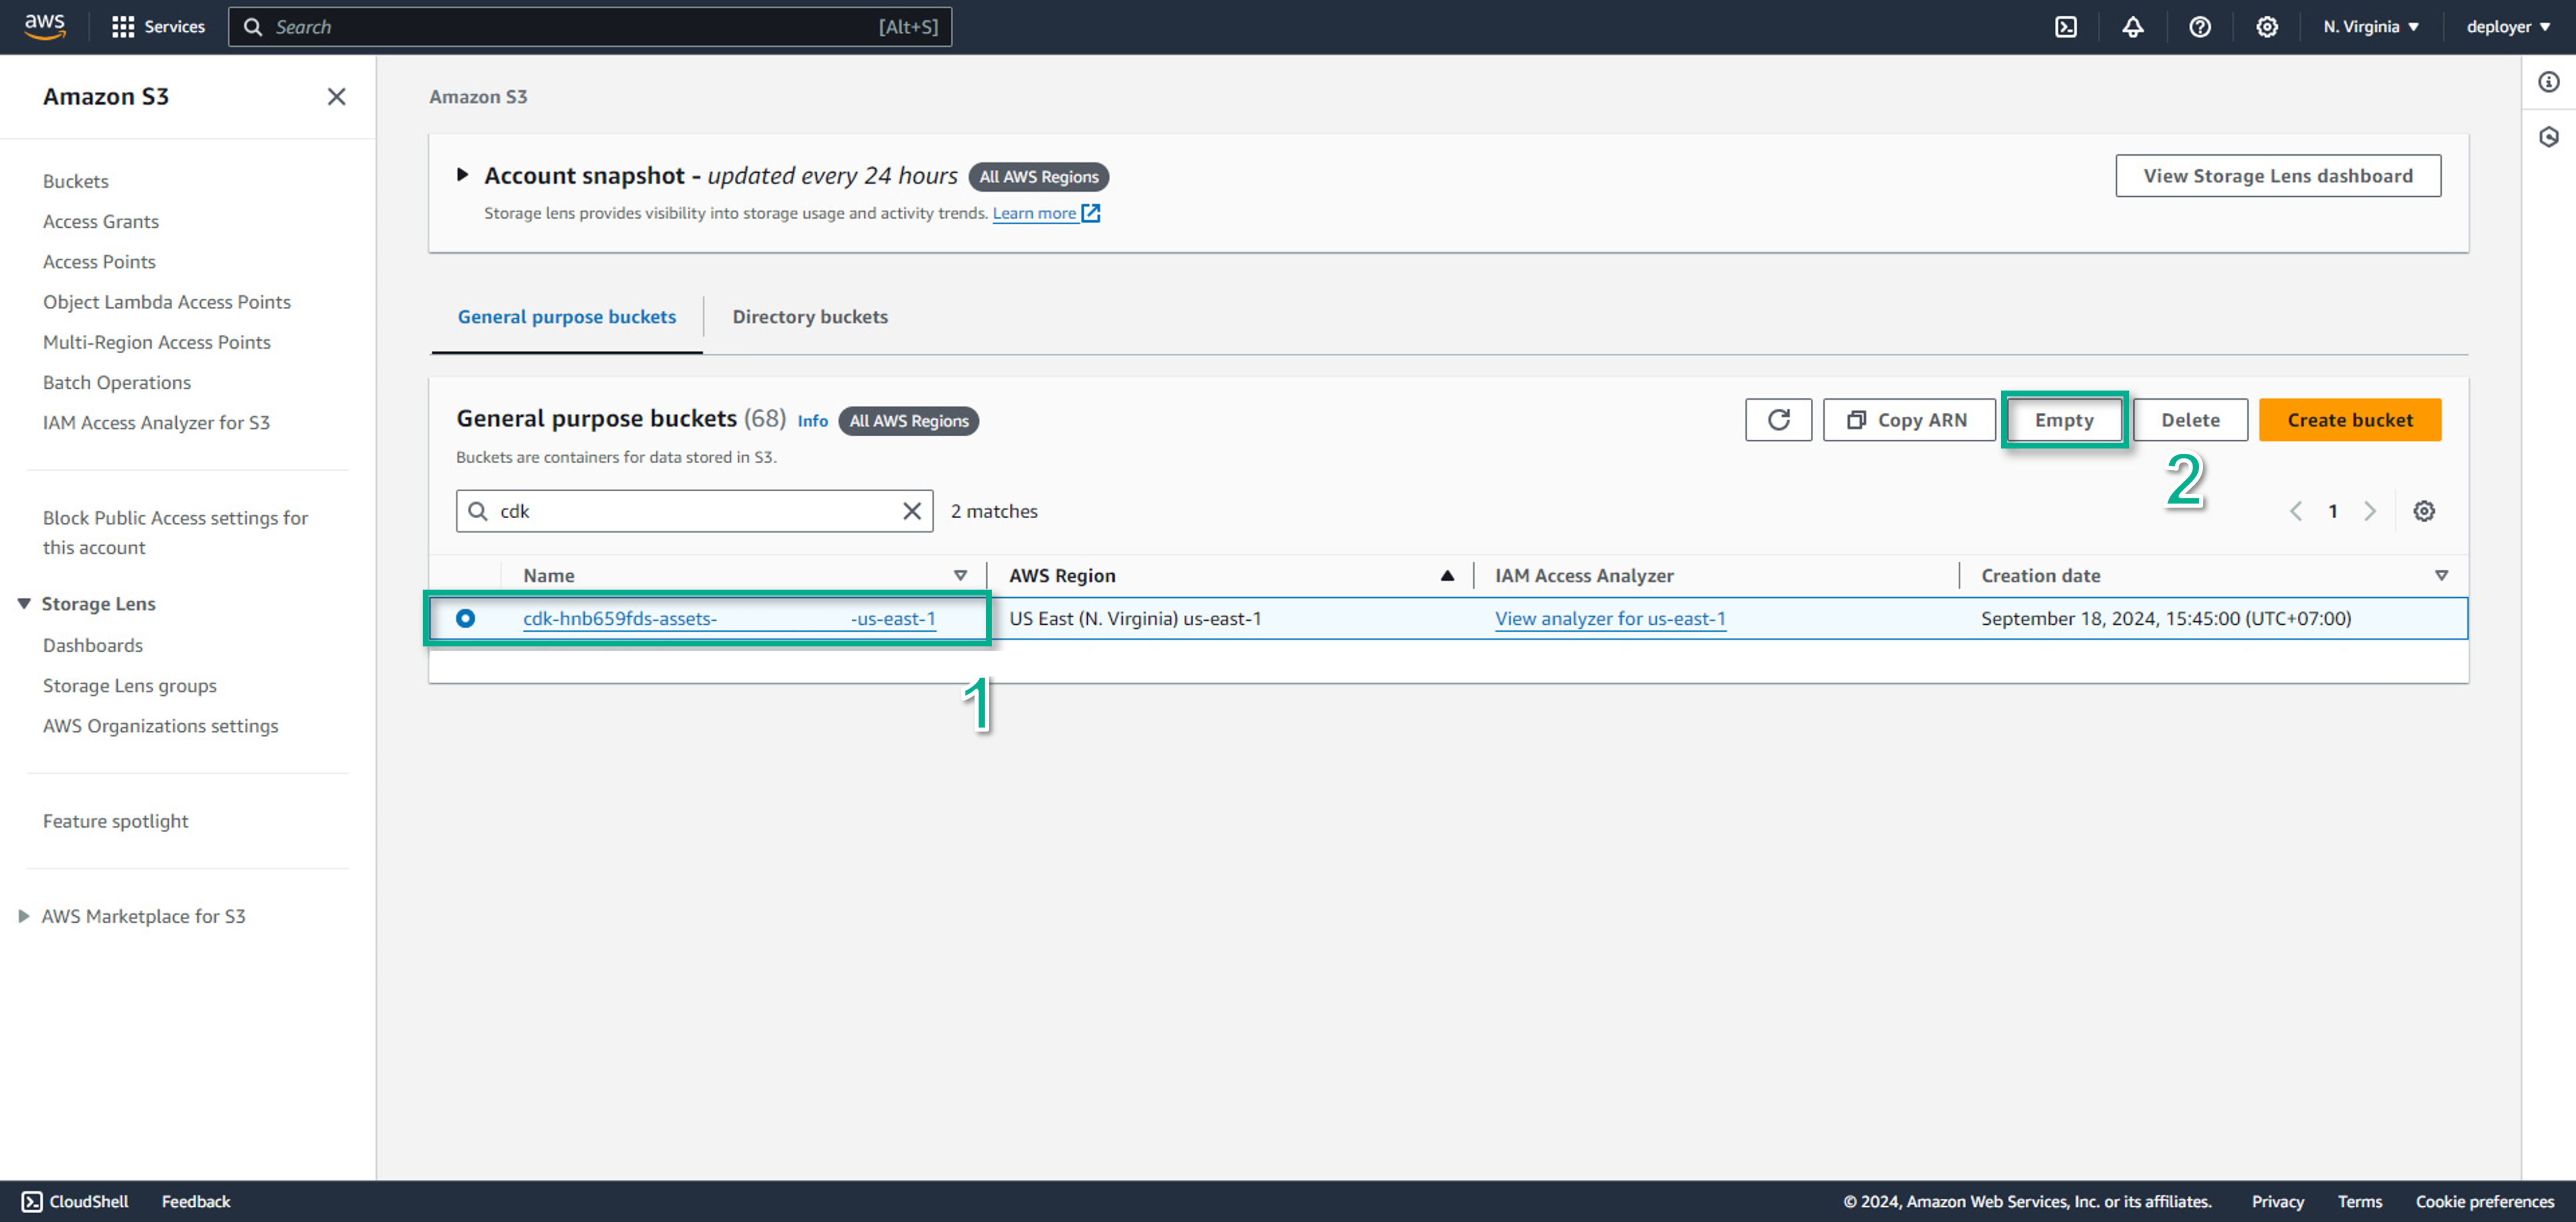 aws Services Search [Alt+S] N. Virginia deployer
Amazon S3
Buckets
Access Grants
Access Points
Object Lambda Access Points
Multi-Region Access Points
Batch Operations
IAM Access Analyzer for S3
Block Public Access settings for
this account
Storage Lens
Dashboards
Storage Lens groups
AWS Organizations settings
Feature spotlight
AWS Marketplace for S3
Amazon S3
Account snapshot - updated every 24 hours All AWS Regions View Storage Lens dashboard
Storage lens provides visibility into storage usage and activity trends. Learn more
General purpose buckets Directory buckets
General purpose buckets (68) Info All AWS Regions Copy ARN Empty Delete Create bucket
Buckets are containers for data stored in S3.
2
cdk 2 matches 1
Name AWS Region IAM Access Analyzer Creation date
cdk-hnb659fds-assets- -us-east-1 US East (N. Virginia) us-east-1 View analyzer for us-east-1 September 18, 2024, 15:45:00 (UTC+07:00)
1
CloudShell Feedback © 2024, Amazon Web Services, Inc. or its affiliates. Privacy Terms Cookie preferences